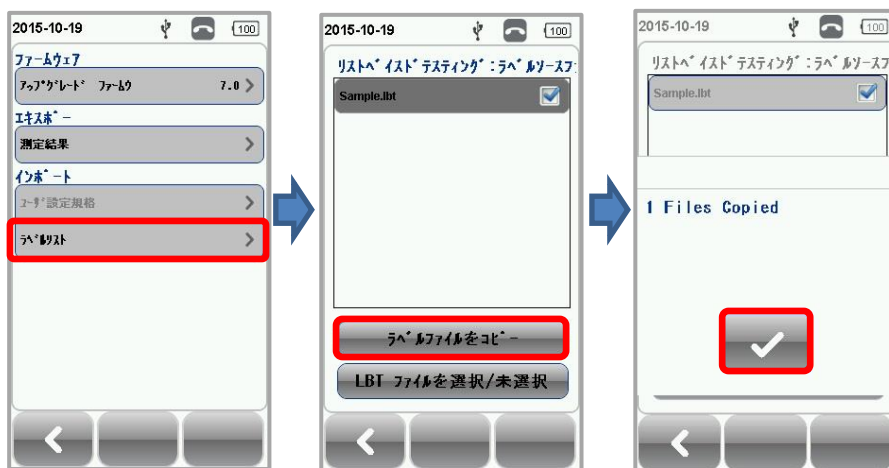 2015-10-19
100
ファームウェア
アップグレード ファームウ 7.0
エキスポー
測定結果
インポート
ユーザ設定規格
ラベルリスト
2015-10-19
100
リストベイスドテスティング:ラベルソースフ
Sample.lbt
ラベルファイルをコピー
LBT ファイルを選択/未選択
2015-10-19
100
リストベイスドテスティング:ラベルソースフ
Sample.lbt
1 Files Copied